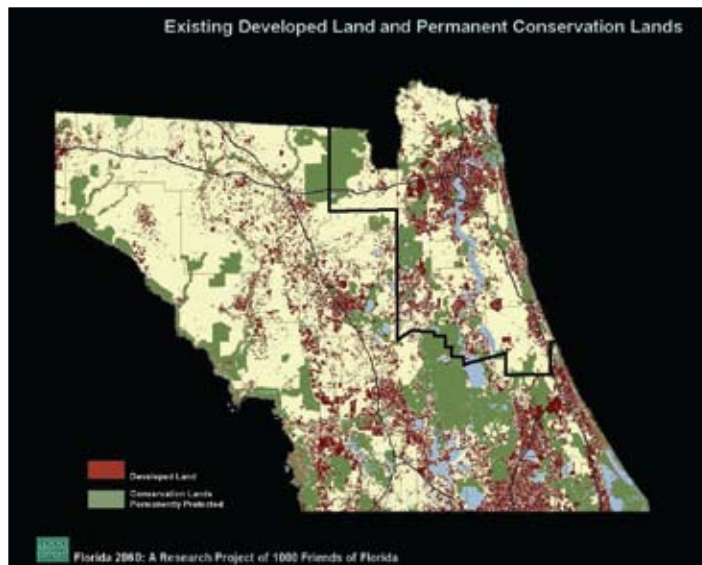 Existing Developed Land and Permanent Conservation Lands
Developed Land
Conservation Lands
Permanently Protected
Florida 2060: A Research Project of 1000 Friends of Florida